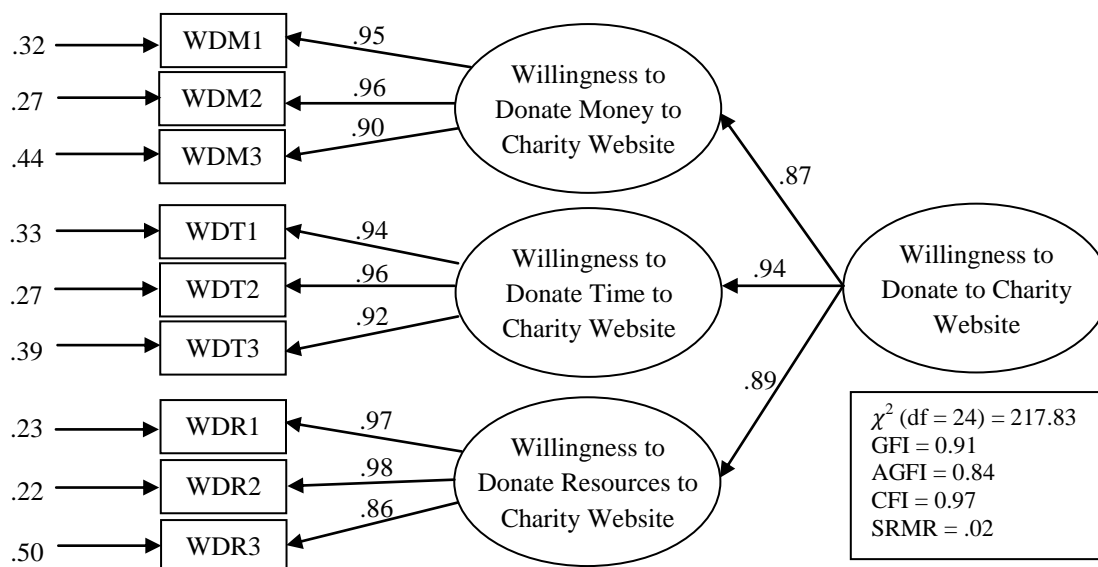 .32
WDM1
.95
.27
WDM2
.96
.44
WDM3
.90
Willingness to
Donate Money to
Charity Website
.87
.33
WDT1
.94
.27
WDT2
.96
.39
WDT3
.92
Willingness to
Donate Time to
Charity Website
.94
.23
WDR1
.97
.22
WDR2
.98
.50
WDR3
.86
Willingness to
Donate Resources to
Charity Website
.89
Willingness to
Donate to Charity
Website
χ² (df = 24) = 217.83
GFI = 0.91
AGFI = 0.84
CFI = 0.97
SRMR = .02